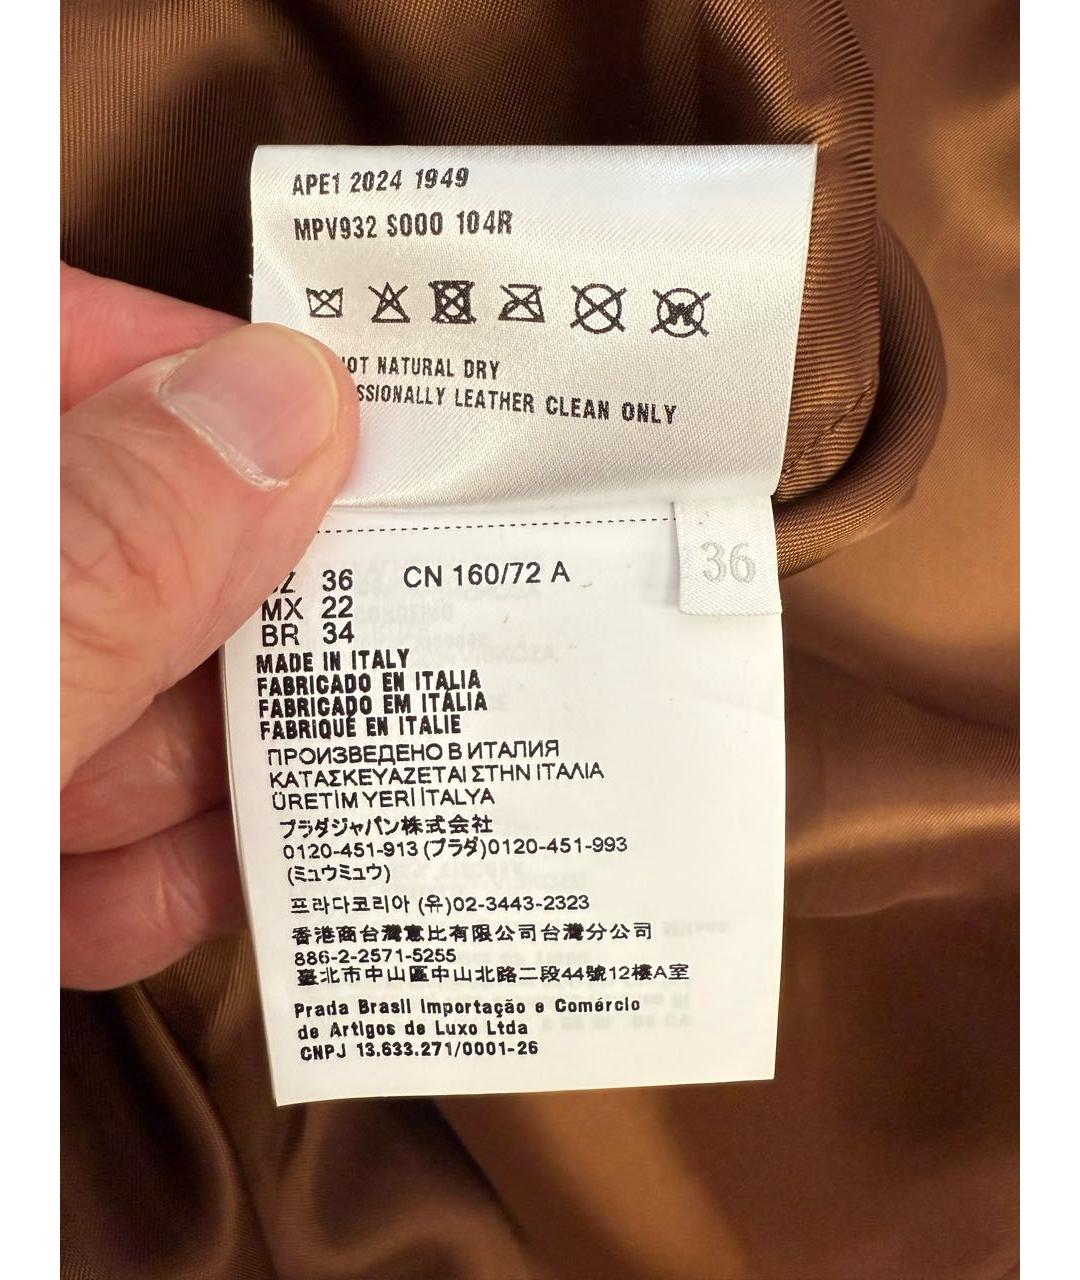 APE1 2024 1949
MPV932 S000 104R
NATURAL DRY
LEATHER CLEAN ONLY
36
36 CN 160/72 A
MX 22
BR 34
MADE IN ITALY
FABRICADO EN ITALIA
FABRICADO EM ITÁLIA
FABRIQUÉ EN ITALIE
ПРОИЗВЕДЕНО В ИТАЛИЯ
ΚΑΤΑΣΚΕΥΑΖΕΤΑΙ ΣΤΗΝ ΙΤΑΛΙΑ
ÜRETİM YERİ İTALYA
プラダジャパン株式会社
0120-451-913 (プラダ)0120-451-993
(ミュウミュウ)
프라다코리아 (유)02-3443-2323
香港商台灣意比有限公司台灣分公司
886-2-2571-5255
臺北市中山區中山北路二段44號12樓A室
Prada Brasil Importação e Comércio
de Artigos de Luxo Ltda
CNPJ 13.633.271/0001-26